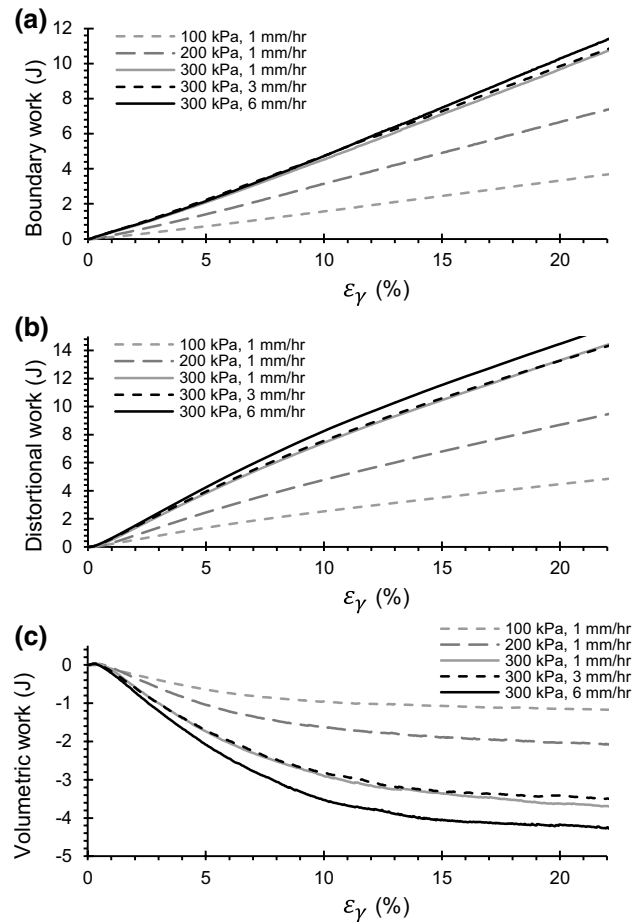 (a)
12
10
8
6
4
2
0
Boundary work (J)
100 kPa, 1 mm/hr
200 kPa, 1 mm/hr
300 kPa, 1 mm/hr
300 kPa, 3 mm/hr
300 kPa, 6 mm/hr
0 5 10 15 20
εγ (%)
(b)
14
12
10
8
6
4
2
0
Distortional work (J)
100 kPa, 1 mm/hr
200 kPa, 1 mm/hr
300 kPa, 1 mm/hr
300 kPa, 3 mm/hr
300 kPa, 6 mm/hr
0 5 10 15 20
εγ (%)
(c)
0
-1
-2
-3
-4
-5
Volumetric work (J)
100 kPa, 1 mm/hr
200 kPa, 1 mm/hr
300 kPa, 1 mm/hr
300 kPa, 3 mm/hr
300 kPa, 6 mm/hr
0 5 10 15 20
εγ (%)